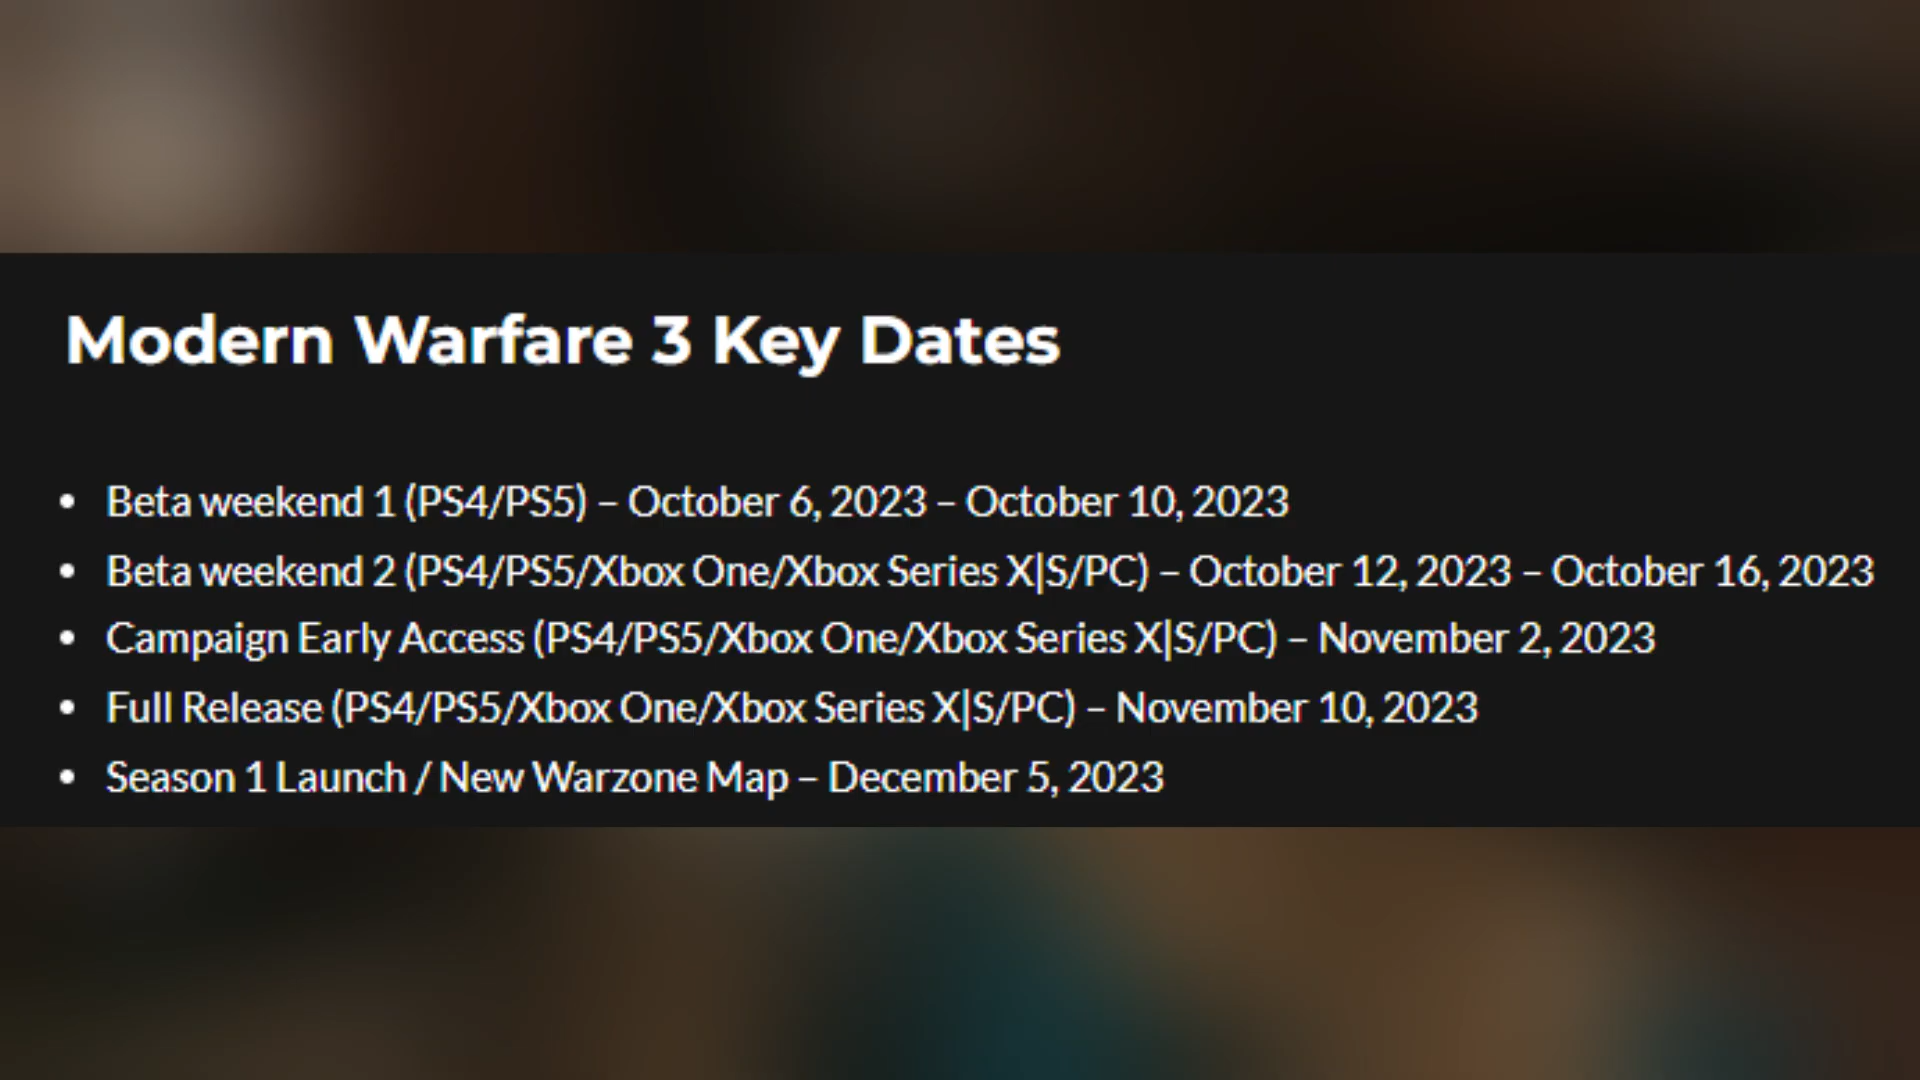 Modern Warfare 3 Key Dates
• Beta weekend 1 (PS4/PS5) – October 6, 2023 – October 10, 2023
• Beta weekend 2 (PS4/PS5/Xbox One/Xbox Series X|S/PC) – October 12, 2023 – October 16, 2023
• Campaign Early Access (PS4/PS5/Xbox One/Xbox Series X|S/PC) – November 2, 2023
• Full Release (PS4/PS5/Xbox One/Xbox Series X|S/PC) – November 10, 2023
• Season 1 Launch / New Warzone Map – December 5, 2023